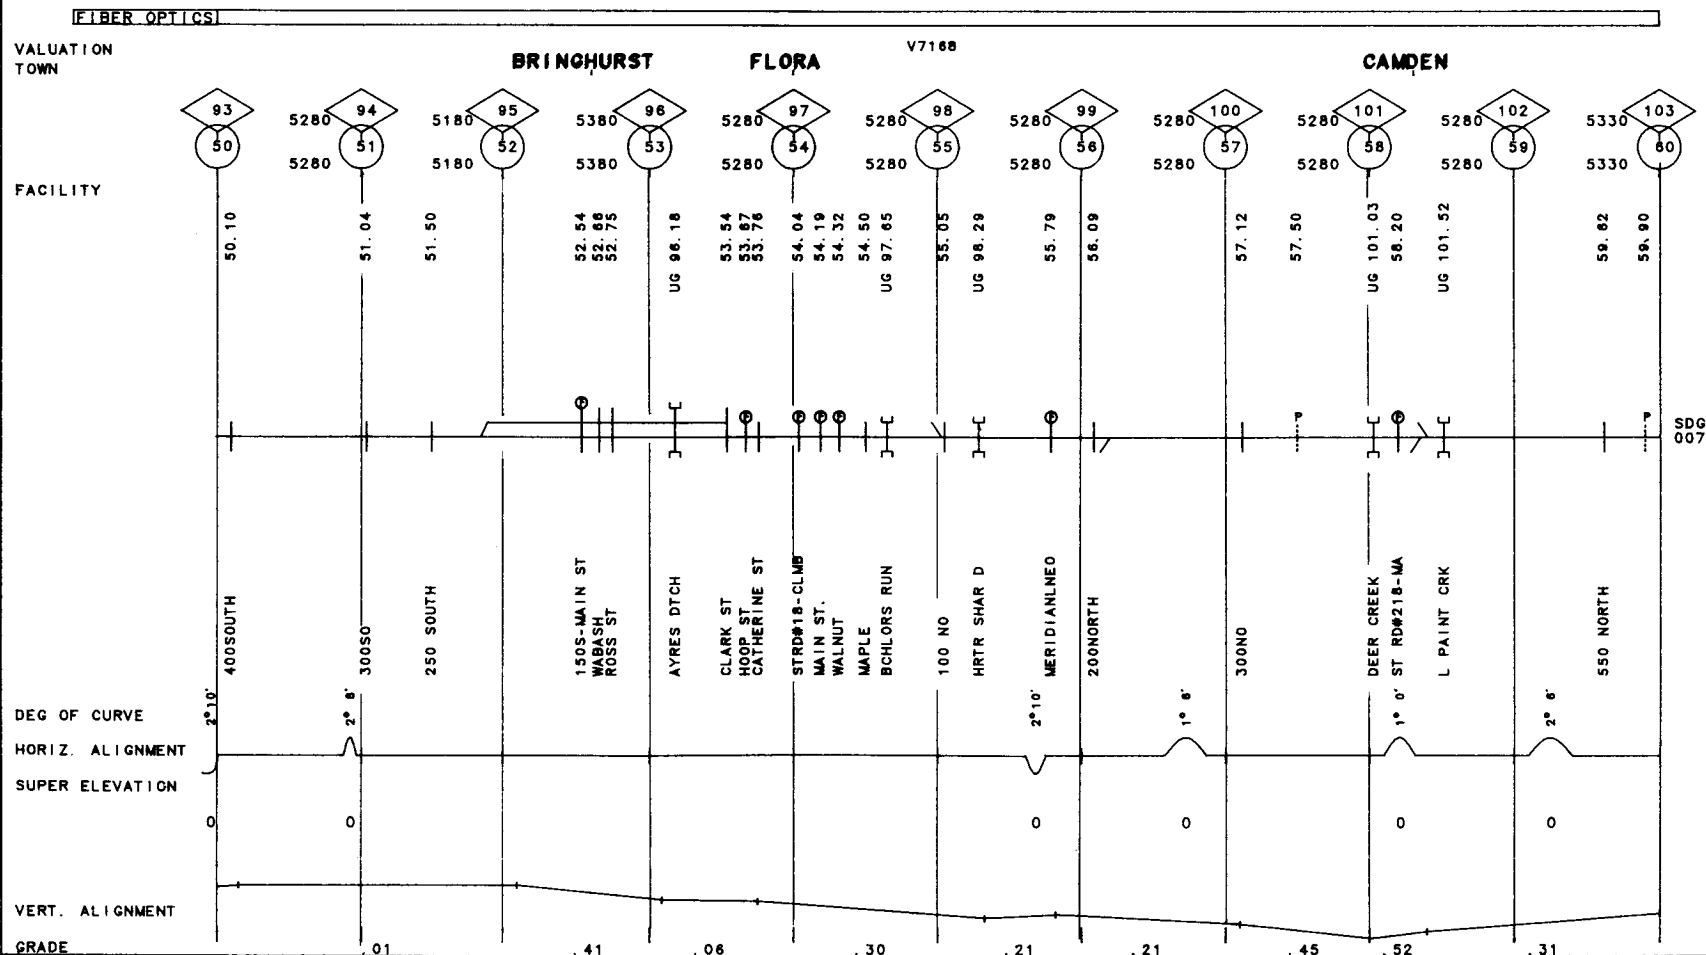 FIBER OPTICS
VALUATION V7168
TOWN BRINGHURST FLORA CAMDEN
93 94 95 96 97 98 99 100 101 102 103
5280 5180 5380 5280 5280 5280 5280 5280 5280 5330
50 51 52 53 54 55 56 57 58 59 60
5280 5180 5380 5280 5280 5280 5280 5280 5280 5330
FACILITY
50.10
51.04
51.50
52.54
52.66
52.75
UG 96.18
53.54
53.67
53.76
54.04
54.19
54.32
54.50
UG 97.65
55.05
UG 98.29
55.79
56.09
57.12
57.50
UG 101.03
58.20
UG 101.52
59.62
59.90
F F F F F F P F P
SDG
007
400SOUTH
300SO
250 SOUTH
150S-MAIN ST
WABASH
ROSS ST
AYRES DTCH
CLARK ST
HOOP ST
CATHERINE ST
STRD#18-CLMB
MAIN ST.
WALNUT
MAPLE
BCHLORS RUN
100 NO
HRTR SHAR D
MERIDIANLNEO
200NORTH
300NO
DEER CREEK
ST RD#218-MA
L PAINT CRK
550 NORTH
DEG OF CURVE 2°10' 2° 6' 2°10' 1° 6' 1° 0' 2° 6'
HORIZ. ALIGNMENT
SUPER ELEVATION
0 0 0 0 0 0
VERT. ALIGNMENT
GRADE .01 .41 .06 .30 .21 .21 .45 .52 .31